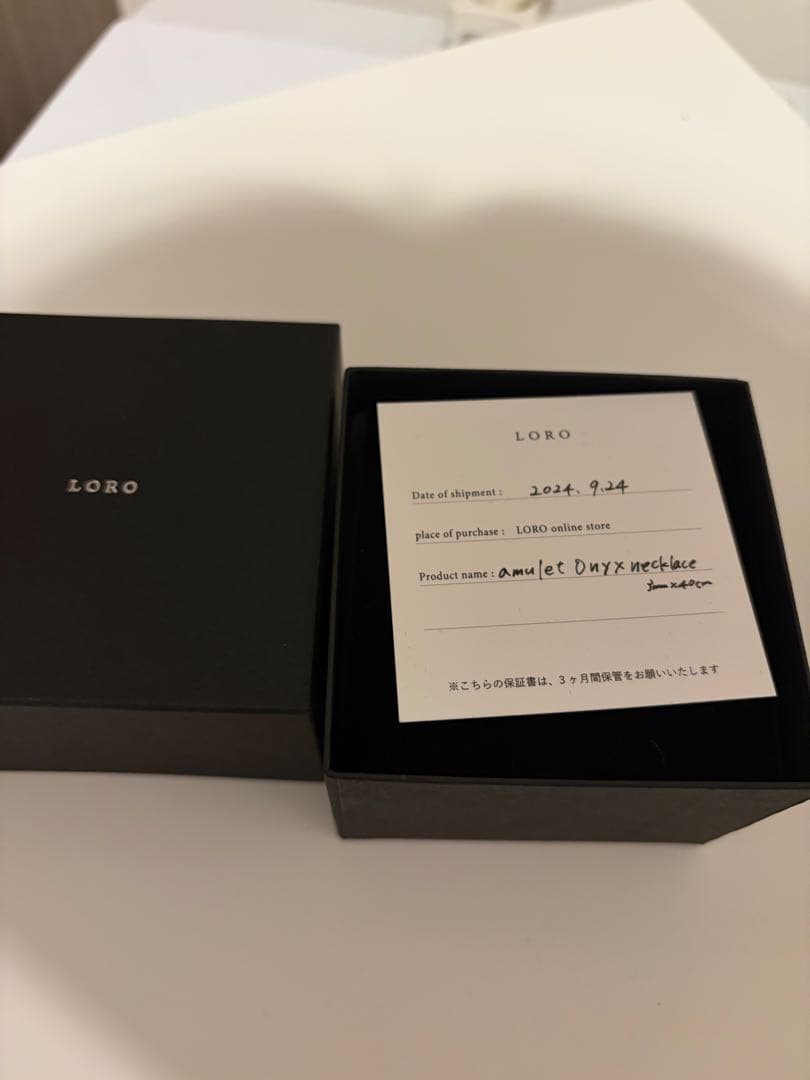 LORO
LORO
Date of shipment : 2024. 9.24
place of purchase : LORO online store
Product name : amulet Onyx necklace
3mm×40cm
※こちらの保証書は、3ヶ月間保管をお願いいたします